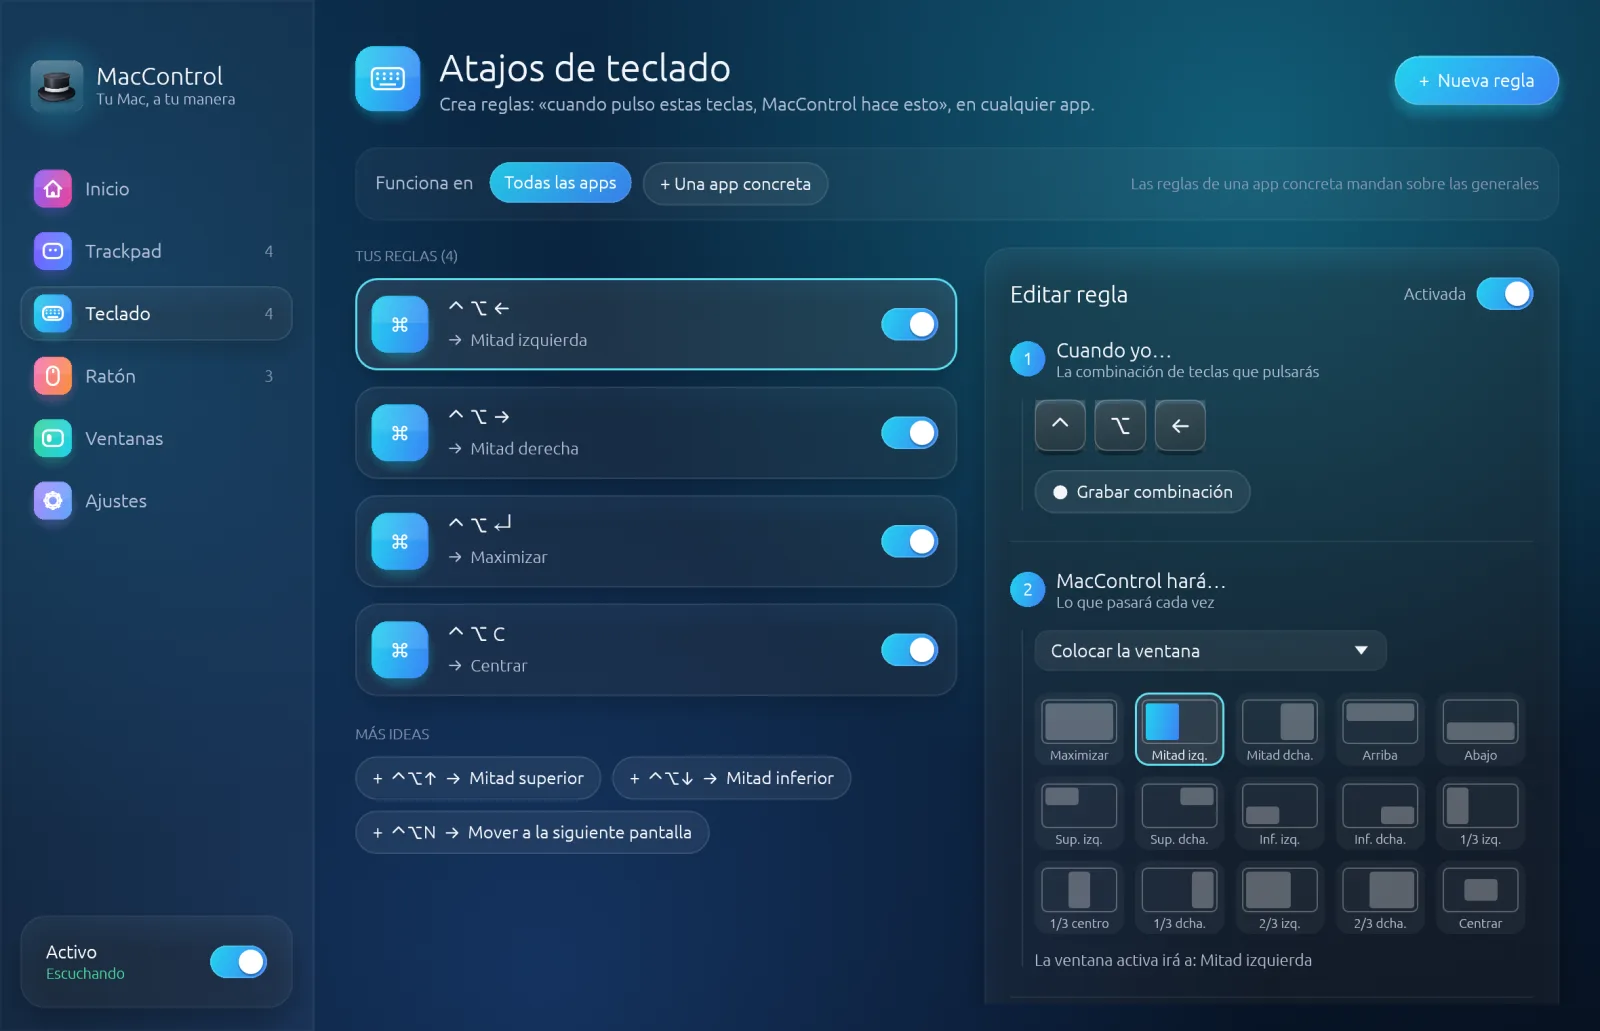 MacControl
Tu Mac, a tu manera
Inicio
Trackpad 4
Teclado 4
Ratón 3
Ventanas
Ajustes
Activo
Escuchando
Atajos de teclado
Crea reglas: «cuando pulso estas teclas, MacControl hace esto», en cualquier app.
+ Nueva regla
Funciona en Todas las apps + Una app concreta Las reglas de una app concreta mandan sobre las generales
TUS REGLAS (4)
⌘ ^ ⌥ ←
→ Mitad izquierda
⌘ ^ ⌥ →
→ Mitad derecha
⌘ ^ ⌥ ↵
→ Maximizar
⌘ ^ ⌥ C
→ Centrar
MÁS IDEAS
+ ^⌥↑ → Mitad superior + ^⌥↓ → Mitad inferior
+ ^⌥N → Mover a la siguiente pantalla
Editar regla Activada
1 Cuando yo…
La combinación de teclas que pulsarás
^ ⌥ ←
Grabar combinación
2 MacControl hará…
Lo que pasará cada vez
Colocar la ventana ▼
Maximizar Mitad izq. Mitad dcha. Arriba Abajo
Sup. izq. Sup. dcha. Inf. izq. Inf. dcha. 1/3 izq.
1/3 centro 1/3 dcha. 2/3 izq. 2/3 dcha. Centrar
La ventana activa irá a: Mitad izquierda